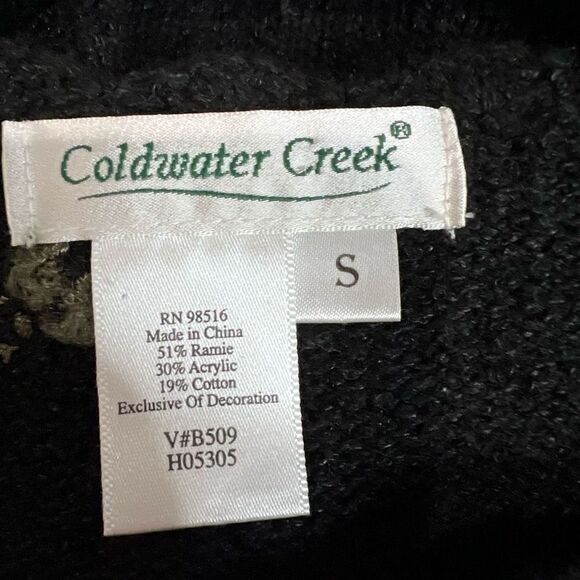 Coldwater Creek®
S
RN 98516
Made in China
51% Ramie
30% Acrylic
19% Cotton
Exclusive Of Decoration
V#B509
H05305